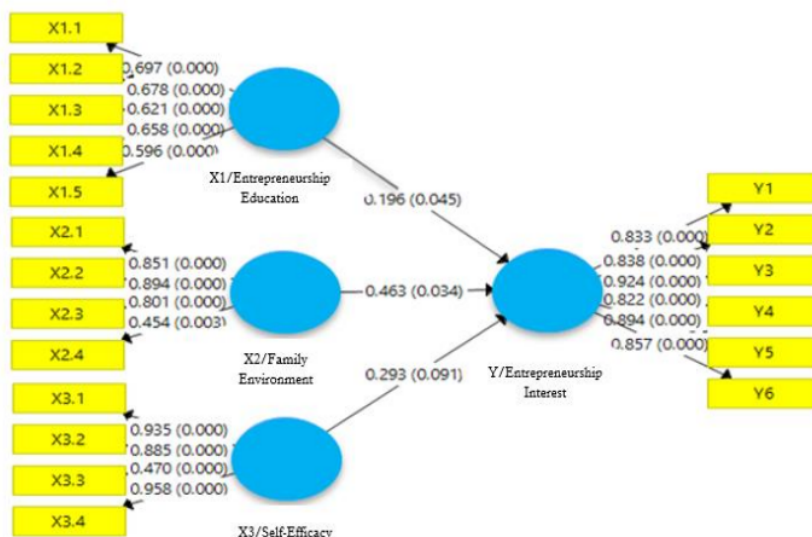 X1.1
X1.2
X1.3
X1.4
X1.5
0.697 (0.000)
0.678 (0.000)
0.621 (0.000)
0.658 (0.000)
0.596 (0.000)
X1/Entrepreneurship
Education
0.196 (0.045)
X2.1
X2.2
X2.3
X2.4
0.851 (0.000)
0.894 (0.000)
0.801 (0.000)
0.454 (0.003)
X2/Family
Environment
0.463 (0.034)
X3.1
X3.2
X3.3
X3.4
0.935 (0.000)
0.885 (0.000)
0.470 (0.000)
0.958 (0.000)
X3/Self-Efficacy
0.293 (0.091)
Y/Entrepreneurship
Interest
0.833 (0.000)
0.838 (0.000)
0.924 (0.000)
0.822 (0.000)
0.894 (0.000)
0.857 (0.000)
Y1
Y2
Y3
Y4
Y5
Y6